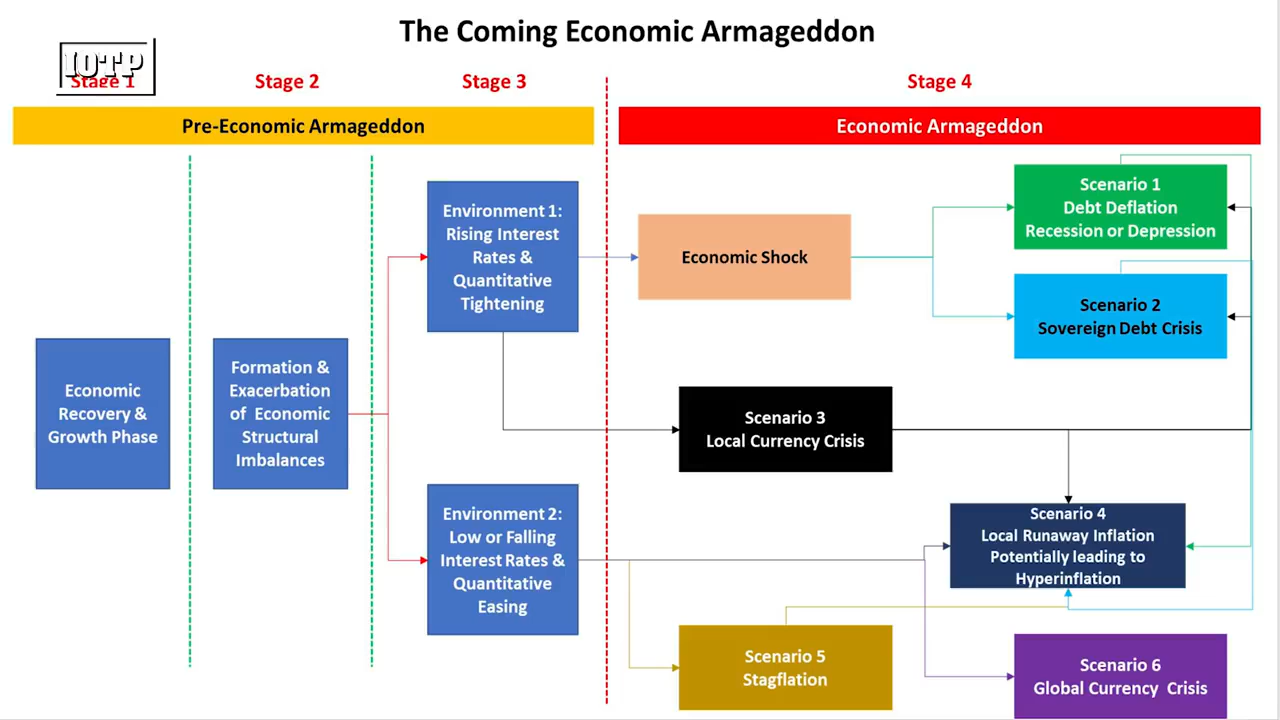 The Coming Economic Armageddon
IOTP
Stage 1
Stage 2
Stage 3
Stage 4
Pre-Economic Armageddon
Economic Armageddon
Economic
Recovery &
Growth Phase
Formation &
Exacerbation
of Economic
Structural
Imbalances
Environment 1:
Rising Interest
Rates &
Quantitative
Tightening
Environment 2:
Low or Falling
Interest Rates &
Quantitative
Easing
Economic Shock
Scenario 1
Debt Deflation
Recession or Depression
Scenario 2
Sovereign Debt Crisis
Scenario 3
Local Currency Crisis
Scenario 4
Local Runaway Inflation
Potentially leading to
Hyperinflation
Scenario 5
Stagflation
Scenario 6
Global Currency Crisis